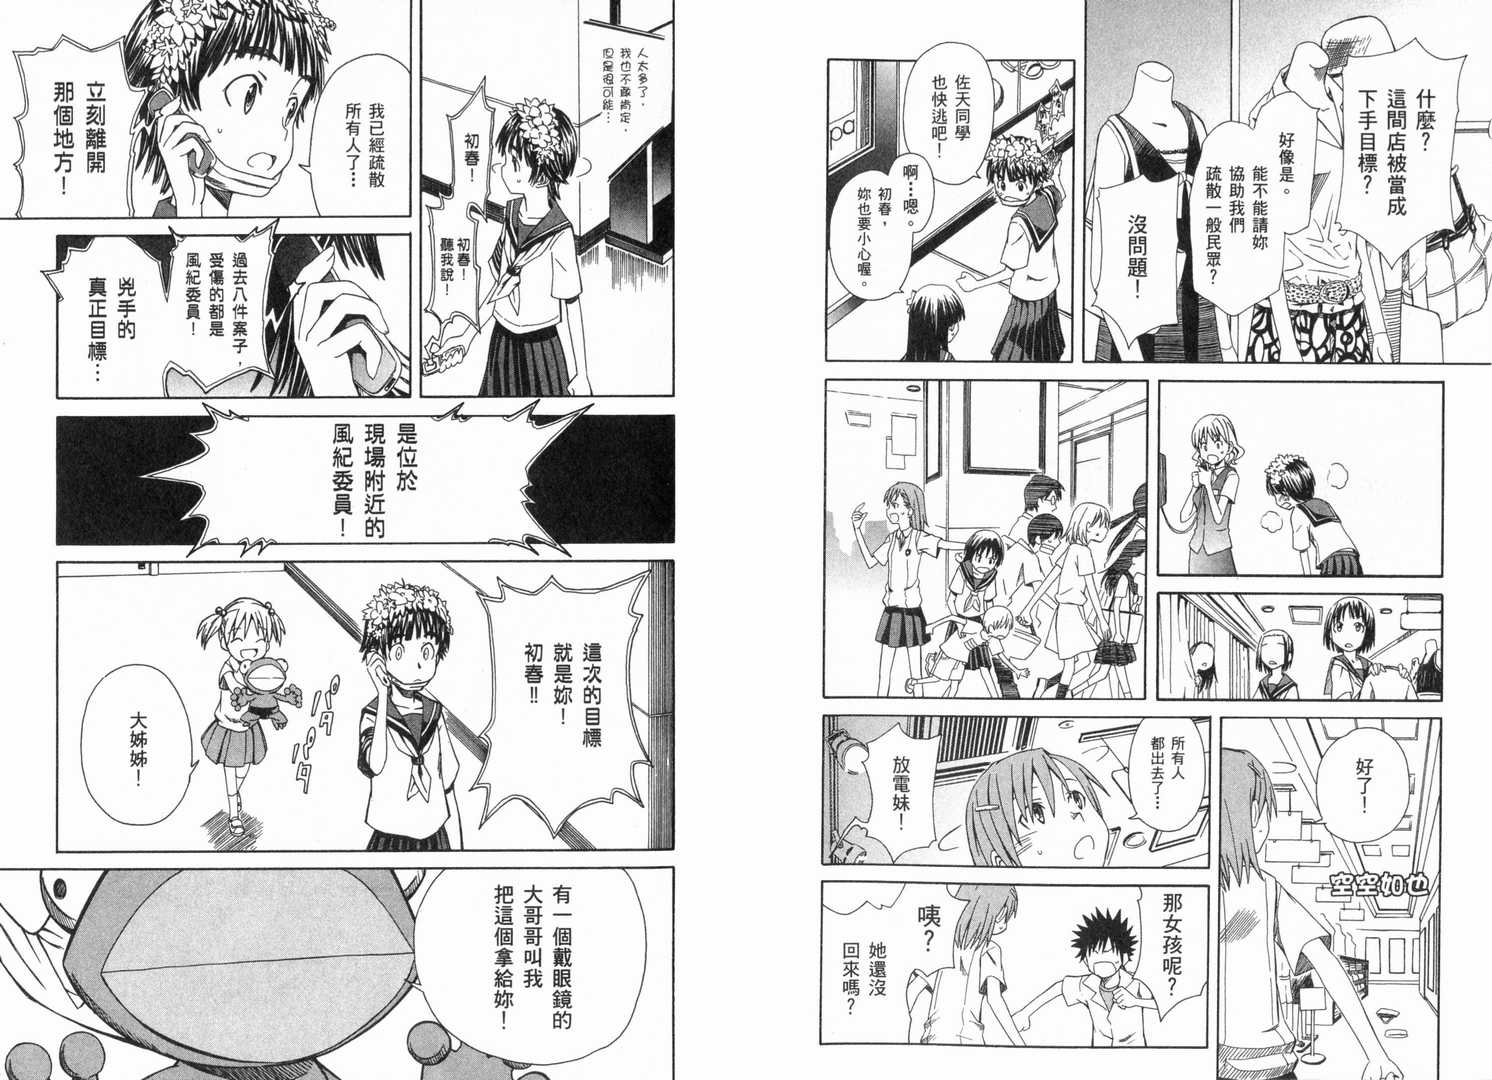 什麼？
這間店被當成
下手目標？
好像是。
能不能請妳
協助我們
疏散一般民眾？
沒問題！
佐天同學
也快逃吧！
啊…嗯。
初春，
妳也要小心喔。
好了！
空空如也
所有人
都出去了…
放電妹！
那女孩呢？
她還沒
回來嗎？
咦？
人太多了，
我也不敢肯定，
但是很可能…
初春！
初春！
聽我說！
我已經疏散
所有人了…
立刻離開
那個地方！
過去八件案子，
受傷的都是
風紀委員！
兇手的
真正目標…
是位於
現場附近的
風紀委員！
這次的目標
就是妳！
初春！！
パタ
パタ
大姊姊！
有一個戴眼鏡的
大哥哥叫我
把這個拿給妳！